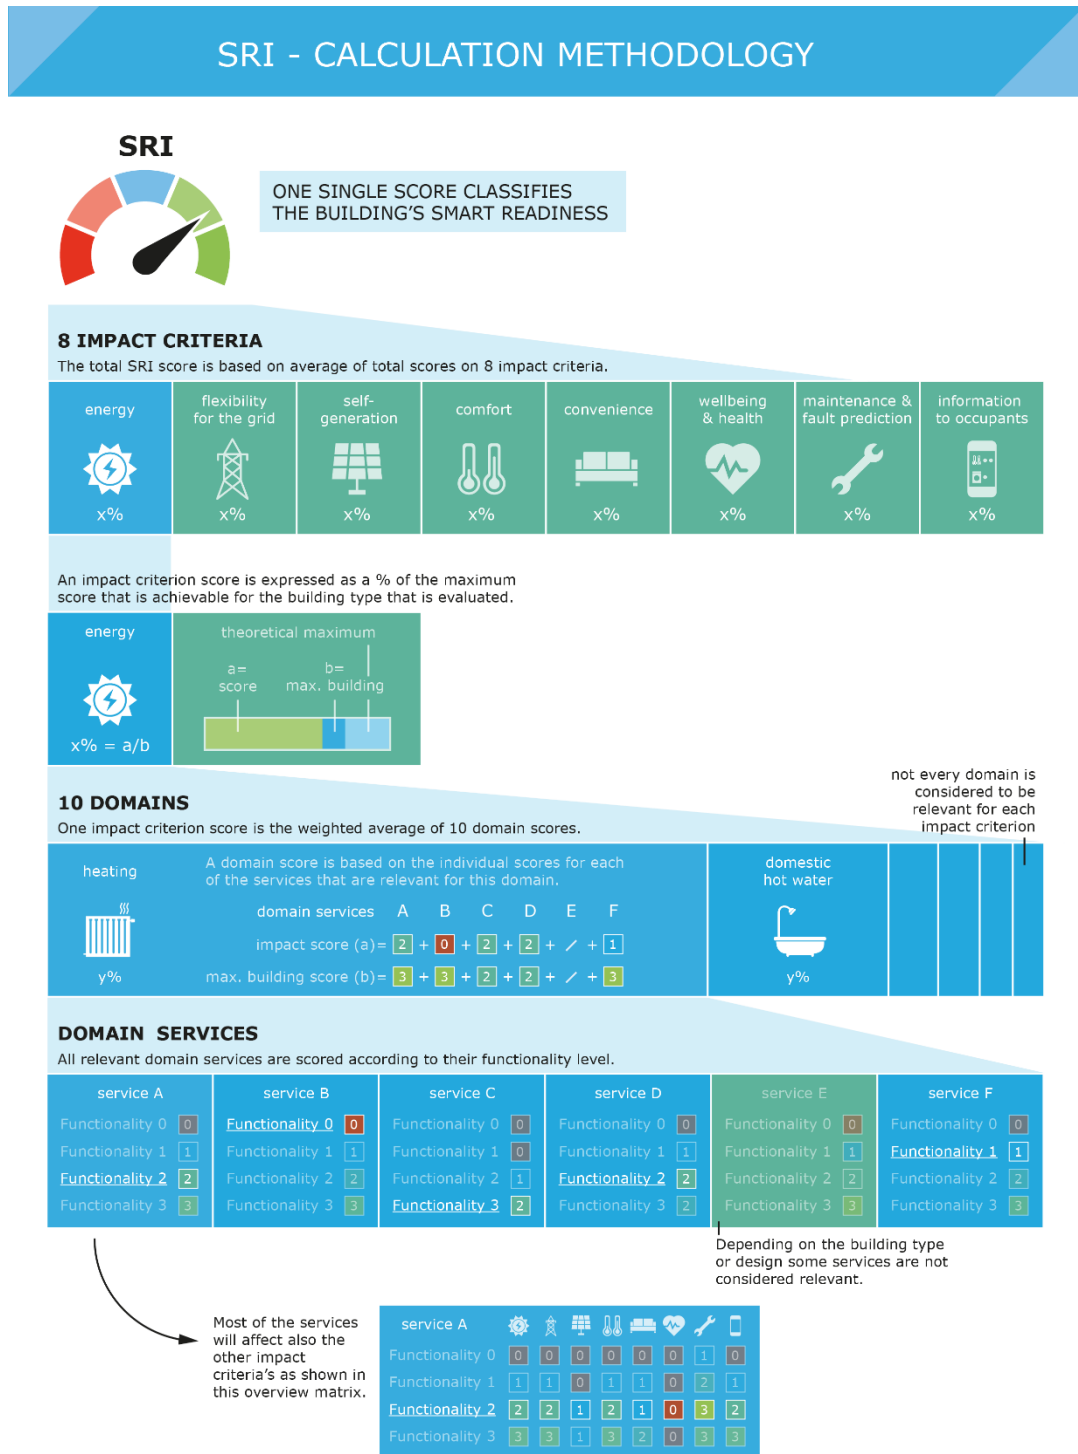 SRI - CALCULATION METHODOLOGY
SRI
ONE SINGLE SCORE CLASSIFIES
THE BUILDING'S SMART READINESS
8 IMPACT CRITERIA
The total SRI score is based on average of total scores on 8 impact criteria.
energy
flexibility
for the grid
self-
generation
comfort
convenience
wellbeing
& health
maintenance &
fault prediction
information
to occupants
x% x% x% x% x% x% x% x%
An impact criterion score is expressed as a % of the maximum
score that is achievable for the building type that is evaluated.
energy
x% = a/b
theoretical maximum
a=
score
b=
max. building
not every domain is
considered to be
relevant for each
impact criterion
10 DOMAINS
One impact criterion score is the weighted average of 10 domain scores.
heating
y%
A domain score is based on the individual scores for each
of the services that are relevant for this domain.
domain services A B C D E F
impact score (a)= 2 + 0 + 2 + 2 + / + 1
max. building score (b)= 3 + 3 + 2 + 2 + / + 3
domestic
hot water
y%
DOMAIN SERVICES
All relevant domain services are scored according to their functionality level.
service A
Functionality 0 0
Functionality 1 1
Functionality 2 2
Functionality 3 3
service B
Functionality 0 0
Functionality 1 1
Functionality 2 2
Functionality 3 3
service C
Functionality 0 0
Functionality 1 0
Functionality 2 1
Functionality 3 2
service D
Functionality 0 0
Functionality 1 1
Functionality 2 2
Functionality 3 2
service E
Functionality 0 0
Functionality 1 1
Functionality 2 2
Functionality 3 3
service F
Functionality 0 0
Functionality 1 1
Functionality 2 2
Functionality 3 3
Depending on the building type
or design some services are not
considered relevant.
Most of the services
will affect also the
other impact
criteria's as shown in
this overview matrix.
service A
Functionality 0 0 0 0 0 0 0 1 0
Functionality 1 1 1 0 1 1 0 2 1
Functionality 2 2 2 1 2 1 0 3 2
Functionality 3 3 3 1 3 2 0 3 3